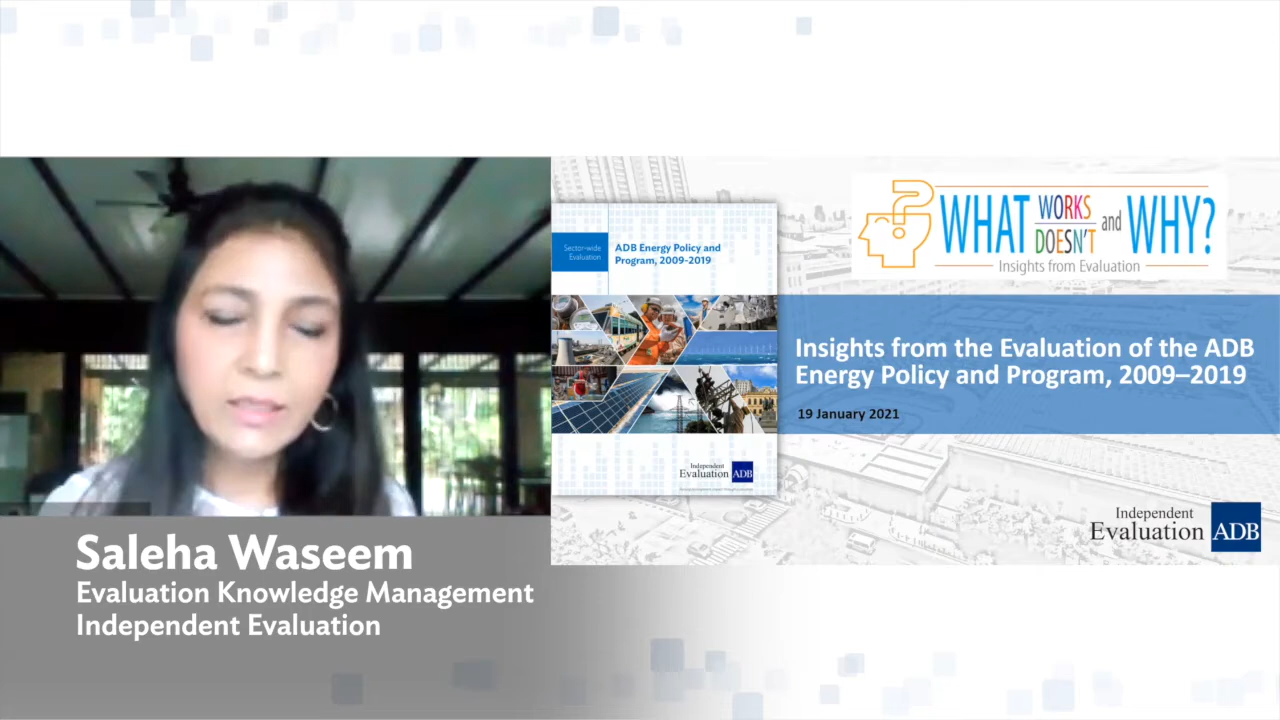 Sector-wide
Evaluation
ADB Energy Policy and
Program, 2009–2019
Independent
Evaluation ADB
WHAT WORKS DOESN'T and WHY?
Insights from Evaluation
Insights from the Evaluation of the ADB
Energy Policy and Program, 2009–2019
19 January 2021
Independent
Evaluation ADB
Saleha Waseem
Evaluation Knowledge Management
Independent Evaluation